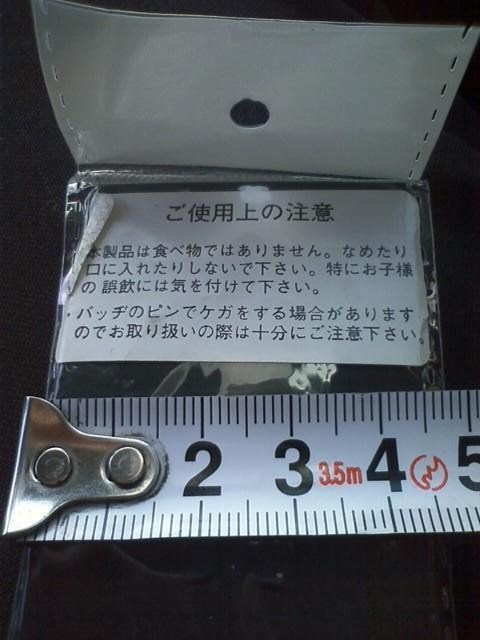 ご使用上の注意
本製品は食べ物ではありません。なめたり
口に入れたりしないで下さい。特にお子様
の誤飲には気を付けて下さい。
・バッヂのピンでケガをする場合があります
のでお取り扱いの際は十分にご注意下さい。
2 3 3.5m 4 5